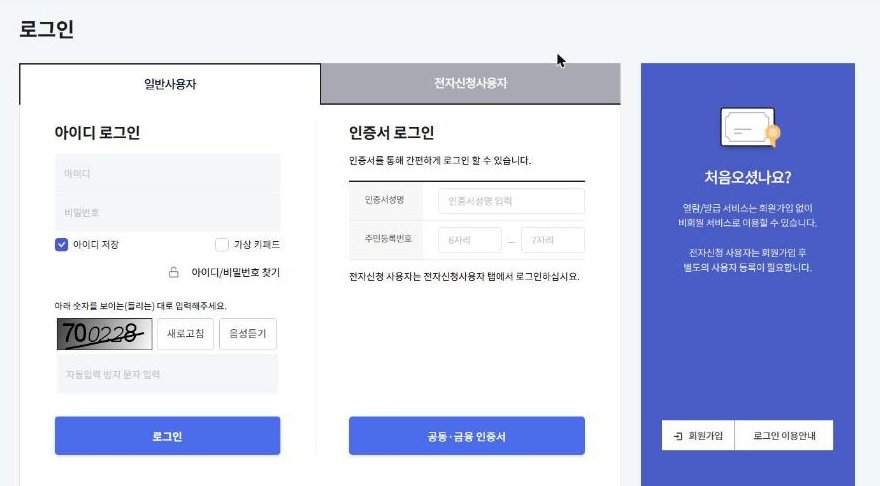 로그인
일반사용자
전자신청사용자
아이디 로그인
아이디
비밀번호
아이디 저장
가상 키패드
아이디/비밀번호 찾기
아래 숫자를 보이는(들리는) 대로 입력해주세요.
700228
새로고침
음성듣기
자동입력 방지 문자 입력
로그인
인증서 로그인
인증서를 통해 간편하게 로그인 할 수 있습니다.
인증서성명
인증서성명 입력
주민등록번호
6자리
–
7자리
전자신청 사용자는 전자신청사용자 탭에서 로그인하십시요.
공동·금융 인증서
처음오셨나요?
열람/발급 서비스는 회원가입 없이
비회원 서비스로 이용할 수 있습니다.
전자신청 사용자는 회원가입 후
별도의 사용자 등록이 필요합니다.
회원가입
로그인 이용안내